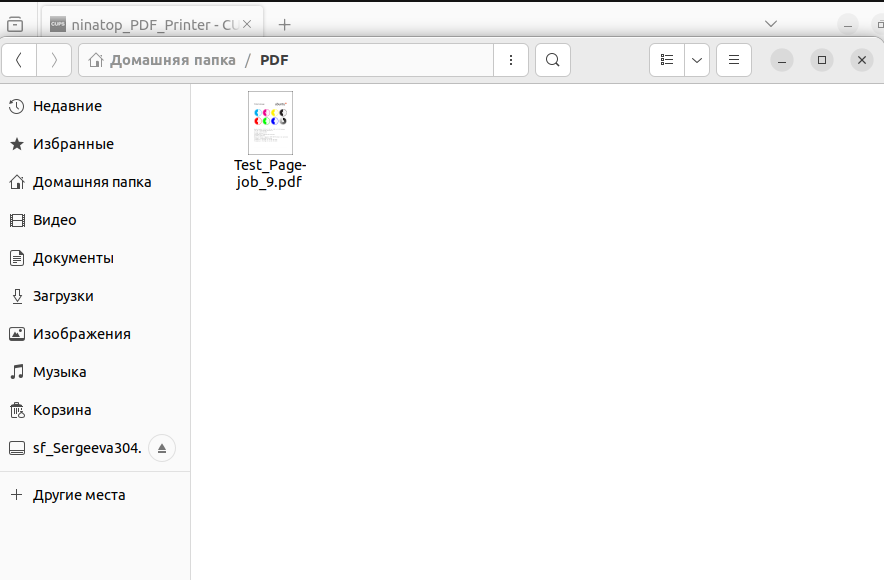 CUPS ninatop_PDF_Printer - CU
Домашняя папка / PDF
Недавние
Избранные
Домашняя папка
Видео
Документы
Загрузки
Изображения
Музыка
Корзина
sf_Sergeeva304.
Другие места
Test_Page-
job_9.pdf